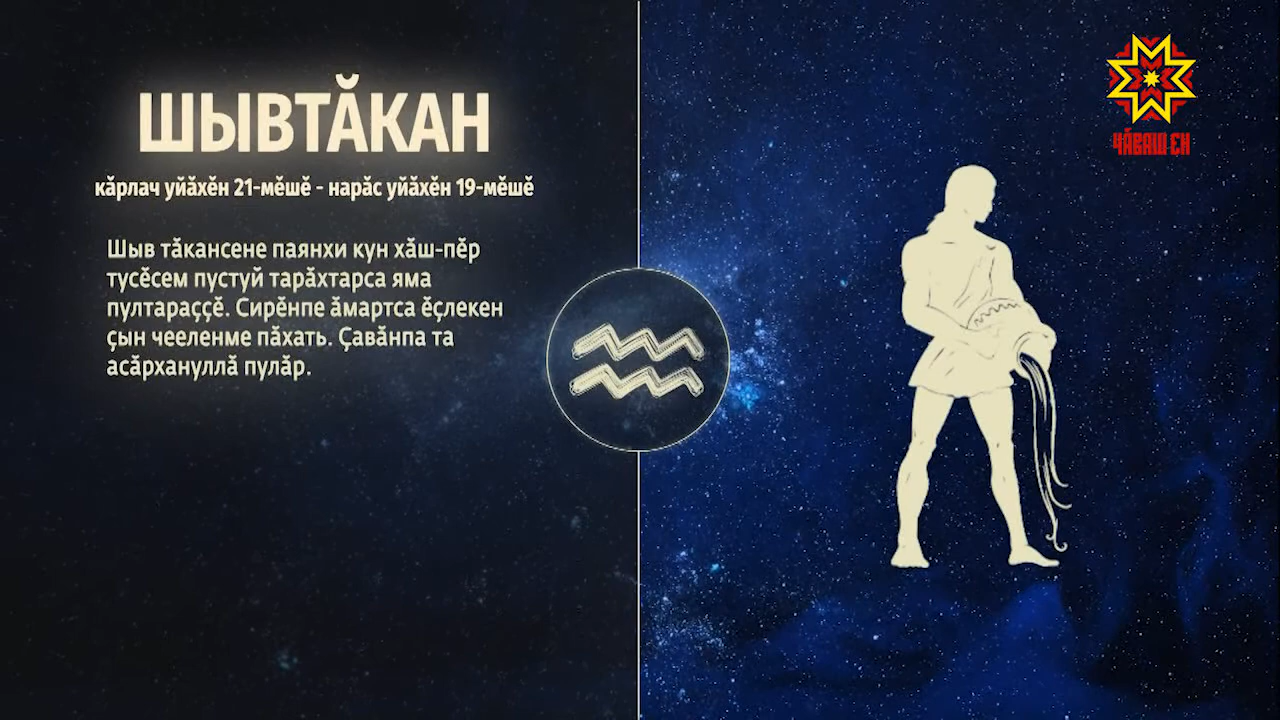 ШЫВТӐКАН
кӑрлач уйӑхӗн 21-мӗшӗ - нарӑс уйӑхӗн 19-мӗшӗ
Шыв тӑкансене паянхи кун хӑш-пӗр
тусӗсем пустуй тарӑхтарса яма
пултараҫҫӗ. Сирӗнпе ӑмартса ӗҫлекен
ҫын чееленме пӑхать. Ҫавӑнпа та
асӑрхануллӑ пулӑр.
ЧӐВАШ ЕН